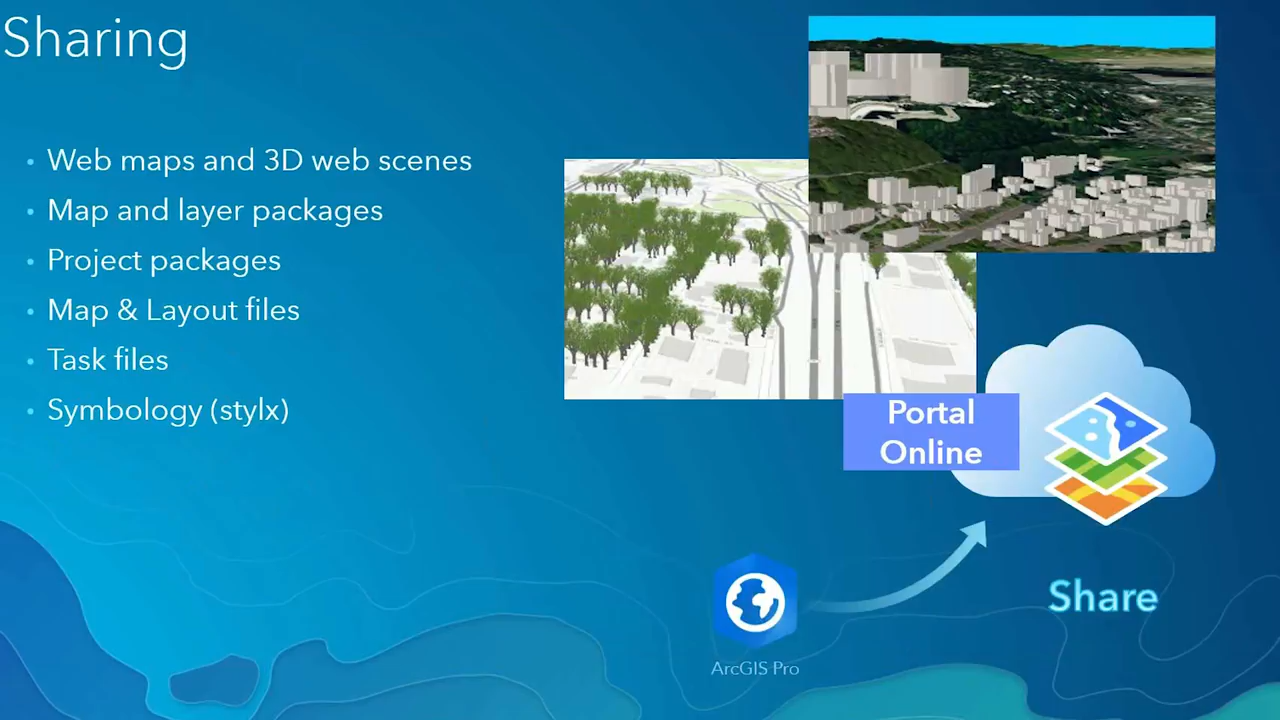 Sharing
Web maps and 3D web scenes
Map and layer packages
Project packages
Map & Layout files
Task files
Symbology (stylx)
Portal
Online
Share
ArcGIS Pro